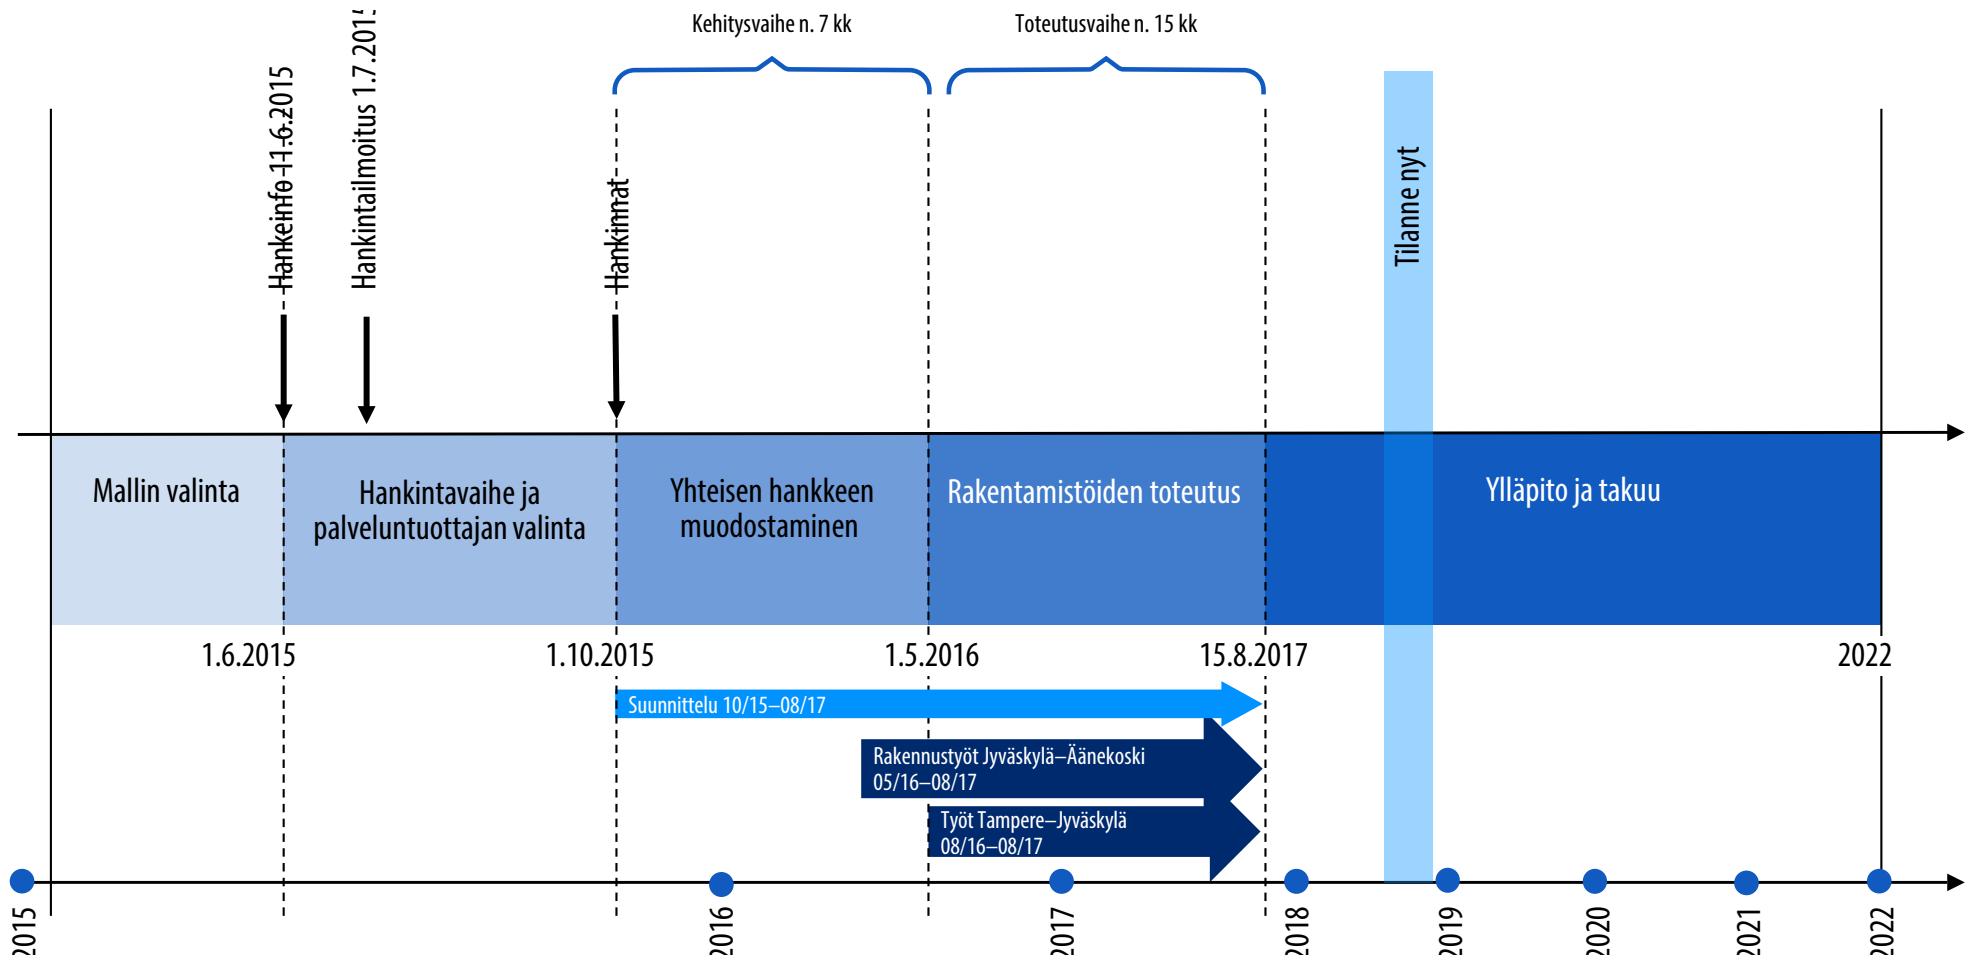 Kehitysvaihe n. 7 kk
Toteutusvaihe n. 15 kk
Hankeinfo 11.6.2015
Hankintailmoitus 1.7.2015
Hankinnat
Tilanne nyt
Mallin valinta
Hankintavaihe ja
palveluntuottajan valinta
Yhteisen hankkeen
muodostaminen
Rakentamistöiden toteutus
Ylläpito ja takuu
1.6.2015
1.10.2015
1.5.2016
15.8.2017
2022
Suunnittelu 10/15–08/17
Rakennustyöt Jyväskylä–Äänekoski
05/16–08/17
Työt Tampere–Jyväskylä
08/16–08/17
2015
2016
2017
2018
2019
2020
2021
2022